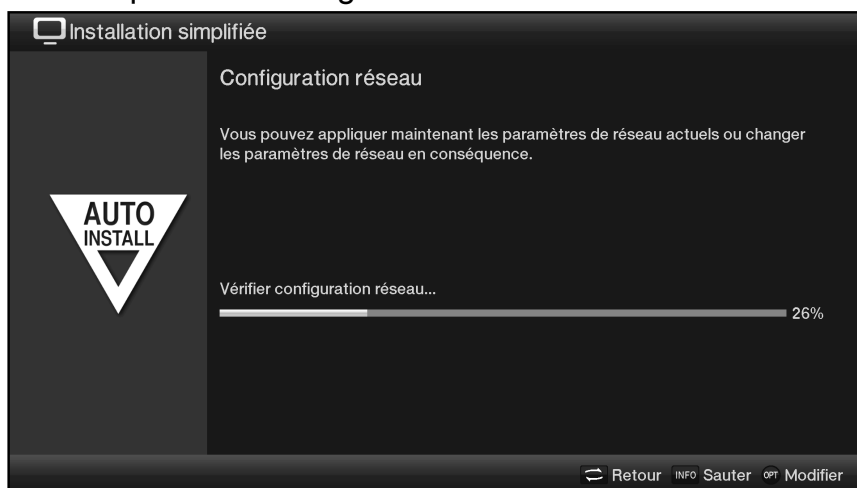 Installation simplifiée
Configuration réseau
Vous pouvez appliquer maintenant les paramètres de réseau actuels ou changer
les paramètres de réseau en conséquence.
AUTO
INSTALL
Vérifier configuration réseau...
26%
Retour INFO Sauter OPT Modifier